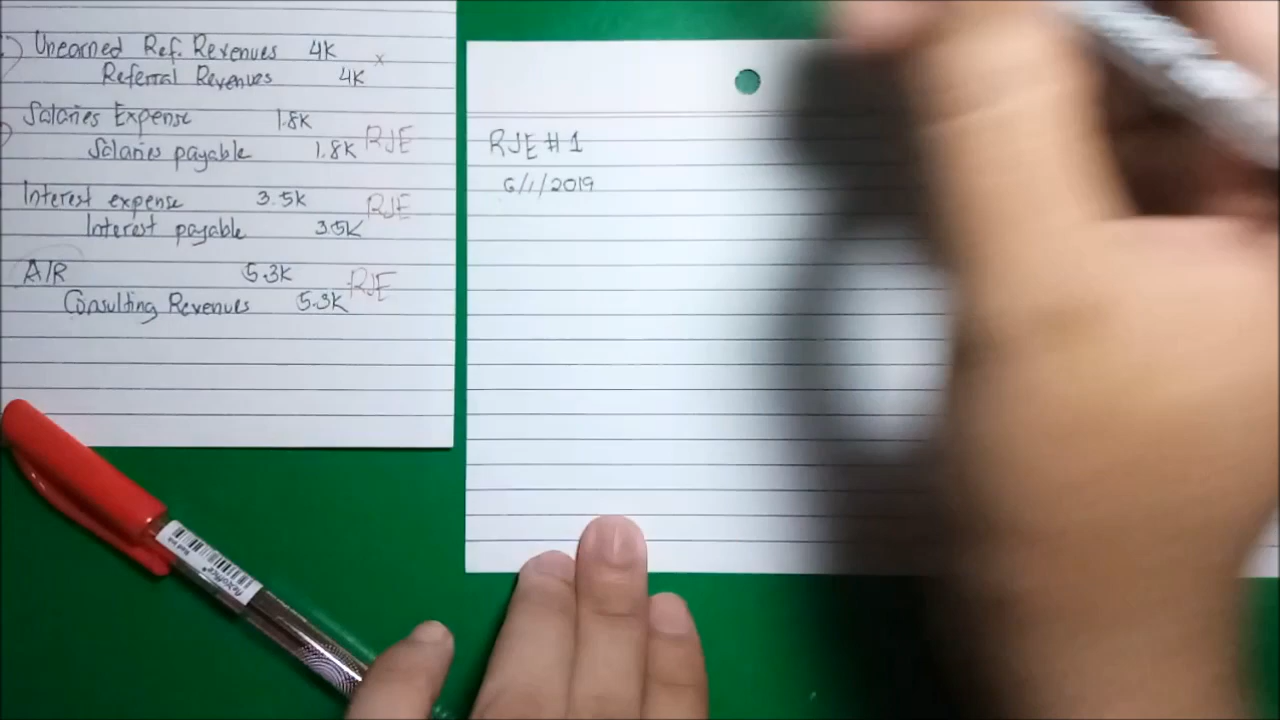 Unearned Ref. Revenues 4K x
Referral Revenues 4K
Salaries Expense 1.8K
Salaries payable 1.8K RJE
Interest expense 3.5K RJE
Interest payable 3.5K
A/R 5.3K RJE
Consulting Revenues 5.3K
RJE #1
6/1/2019